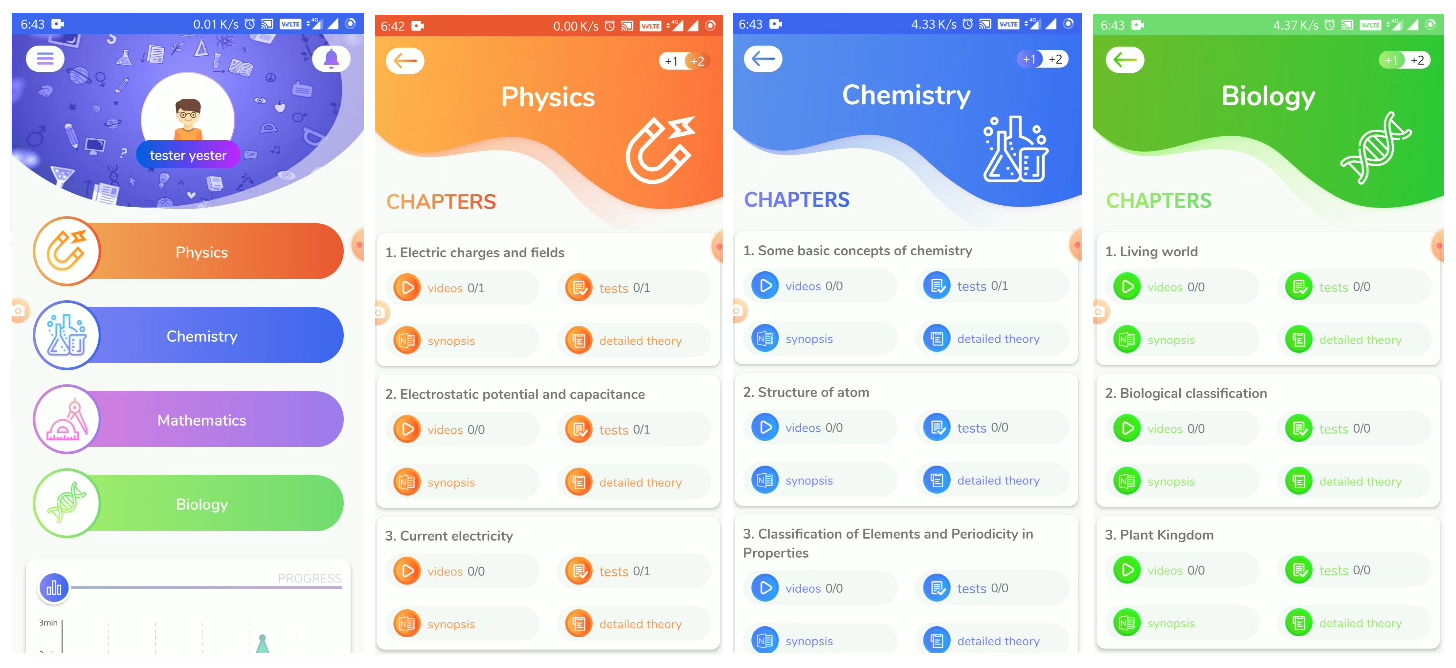 6:43 0.01 K/s VoLTE 4G
tester yester
Physics
Chemistry
Mathematics
Biology
PROGRESS
3min
6:42 0.00 K/s VoLTE 4G
+1 +2
Physics
CHAPTERS
1. Electric charges and fields
videos 0/1 tests 0/1
N synopsis detailed theory
2. Electrostatic potential and capacitance
videos 0/0 tests 0/1
N synopsis detailed theory
3. Current electricity
videos 0/0 tests 0/1
N synopsis detailed theory
6:43 4.33 K/s VoLTE 4G
+1 +2
Chemistry
CHAPTERS
1. Some basic concepts of chemistry
videos 0/0 tests 0/1
N synopsis detailed theory
2. Structure of atom
videos 0/0 tests 0/0
N synopsis detailed theory
3. Classification of Elements and Periodicity in
Properties
videos 0/0 tests 0/0
N synopsis detailed theory
6:43 4.37 K/s VoLTE 4G
+1 +2
Biology
CHAPTERS
1. Living world
videos 0/0 tests 0/0
N synopsis detailed theory
2. Biological classification
videos 0/0 tests 0/0
N synopsis detailed theory
3. Plant Kingdom
videos 0/0 tests 0/0
N synopsis detailed theory